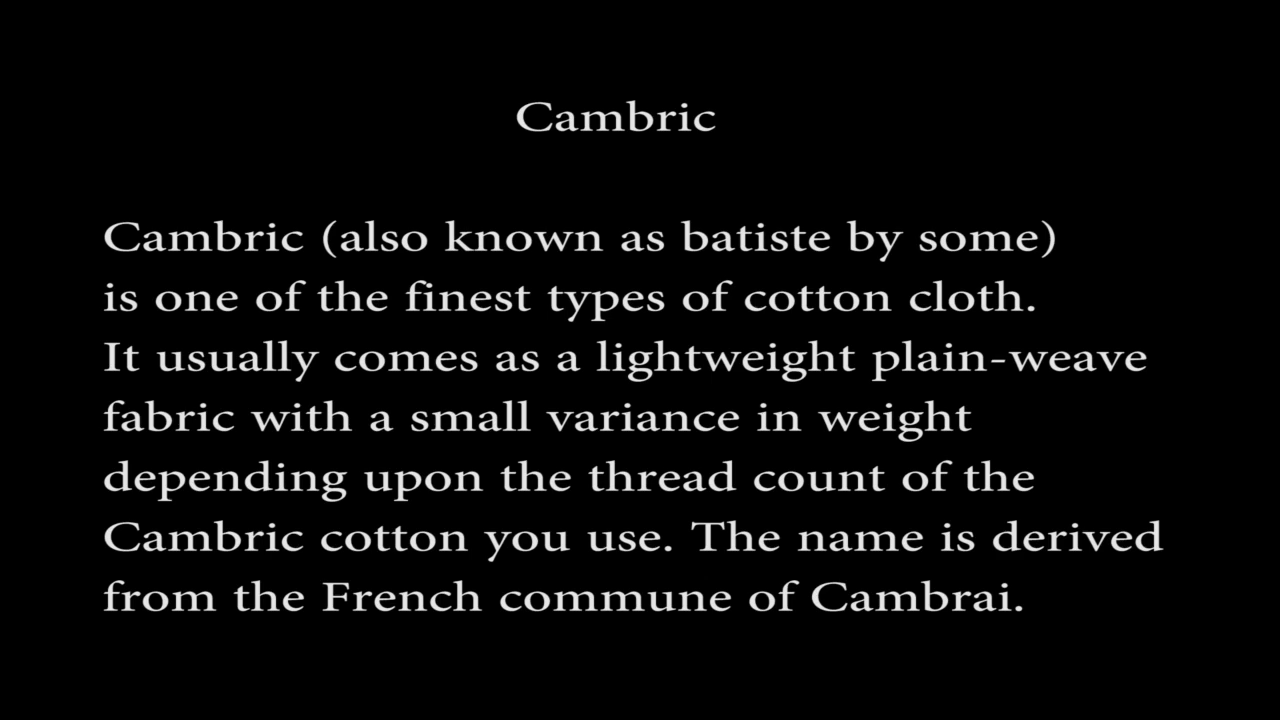 Cambric
Cambric (also known as batiste by some)
is one of the finest types of cotton cloth.
It usually comes as a lightweight plain-weave
fabric with a small variance in weight
depending upon the thread count of the
Cambric cotton you use. The name is derived
from the French commune of Cambrai.